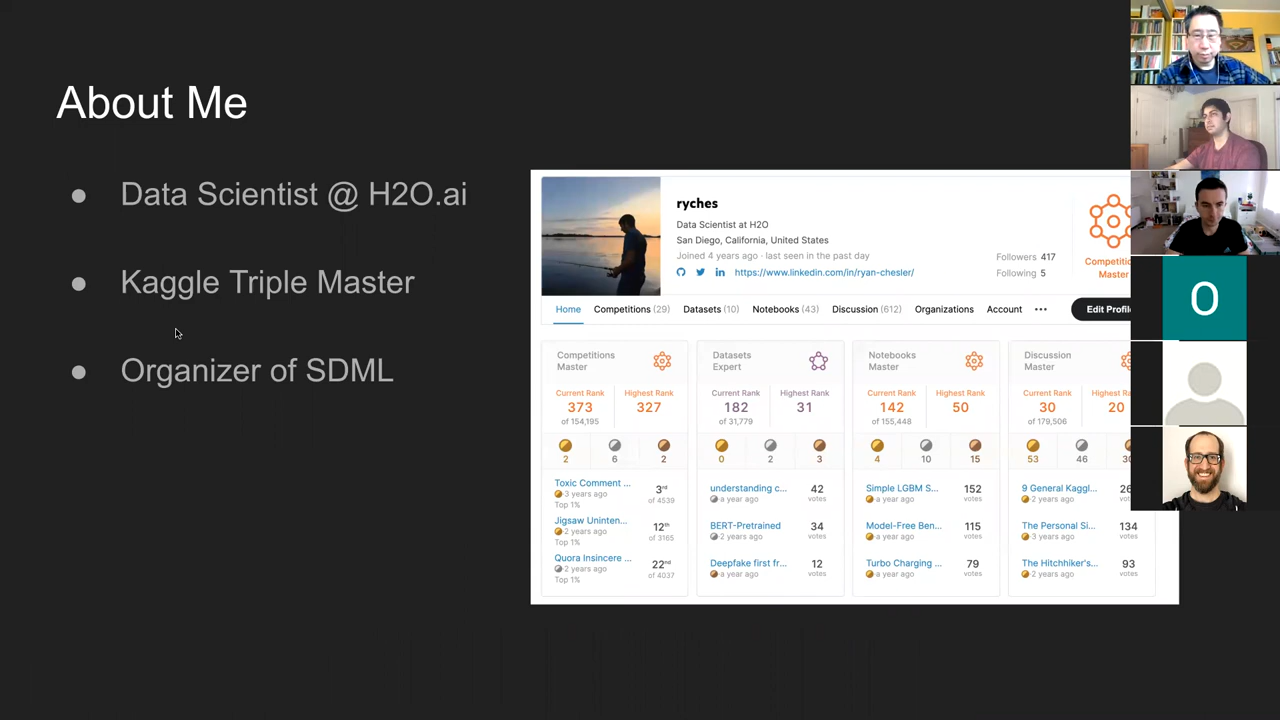 About Me
● Data Scientist @ H2O.ai
● Kaggle Triple Master
● Organizer of SDML
ryches
Data Scientist at H2O
San Diego, California, United States
Joined 4 years ago · last seen in the past day
https://www.linkedin.com/in/ryan-chesler/
Followers 417
Following 5
Competiti
Master
Home Competitions (29) Datasets (10) Notebooks (43) Discussion (612) Organizations Account ••• Edit Profil
Competitions
Master
Current Rank Highest Rank
373 327
of 154,195
2 6 2
Toxic Comment ... 3rd
3 years ago of 4539
Top 1%
Jigsaw Uninten... 12th
2 years ago of 3165
Top 1%
Quora Insincere ... 22nd
2 years ago of 4037
Top 1%
Datasets
Expert
Current Rank Highest Rank
182 31
of 31,779
0 2 3
understanding c... 42
a year ago votes
BERT-Pretrained 34
2 years ago votes
Deepfake first fr... 12
a year ago votes
Notebooks
Master
Current Rank Highest Rank
142 50
of 155,448
4 10 15
Simple LGBM S... 152
a year ago votes
Model-Free Ben... 115
a year ago votes
Turbo Charging ... 79
a year ago votes
Discussion
Master
Current Rank Highest Rank
30 20
of 179,506
53 46 30
9 General Kaggl... 26
2 years ago votes
The Personal Si... 134
3 years ago votes
The Hitchhiker's... 93
2 years ago votes
O